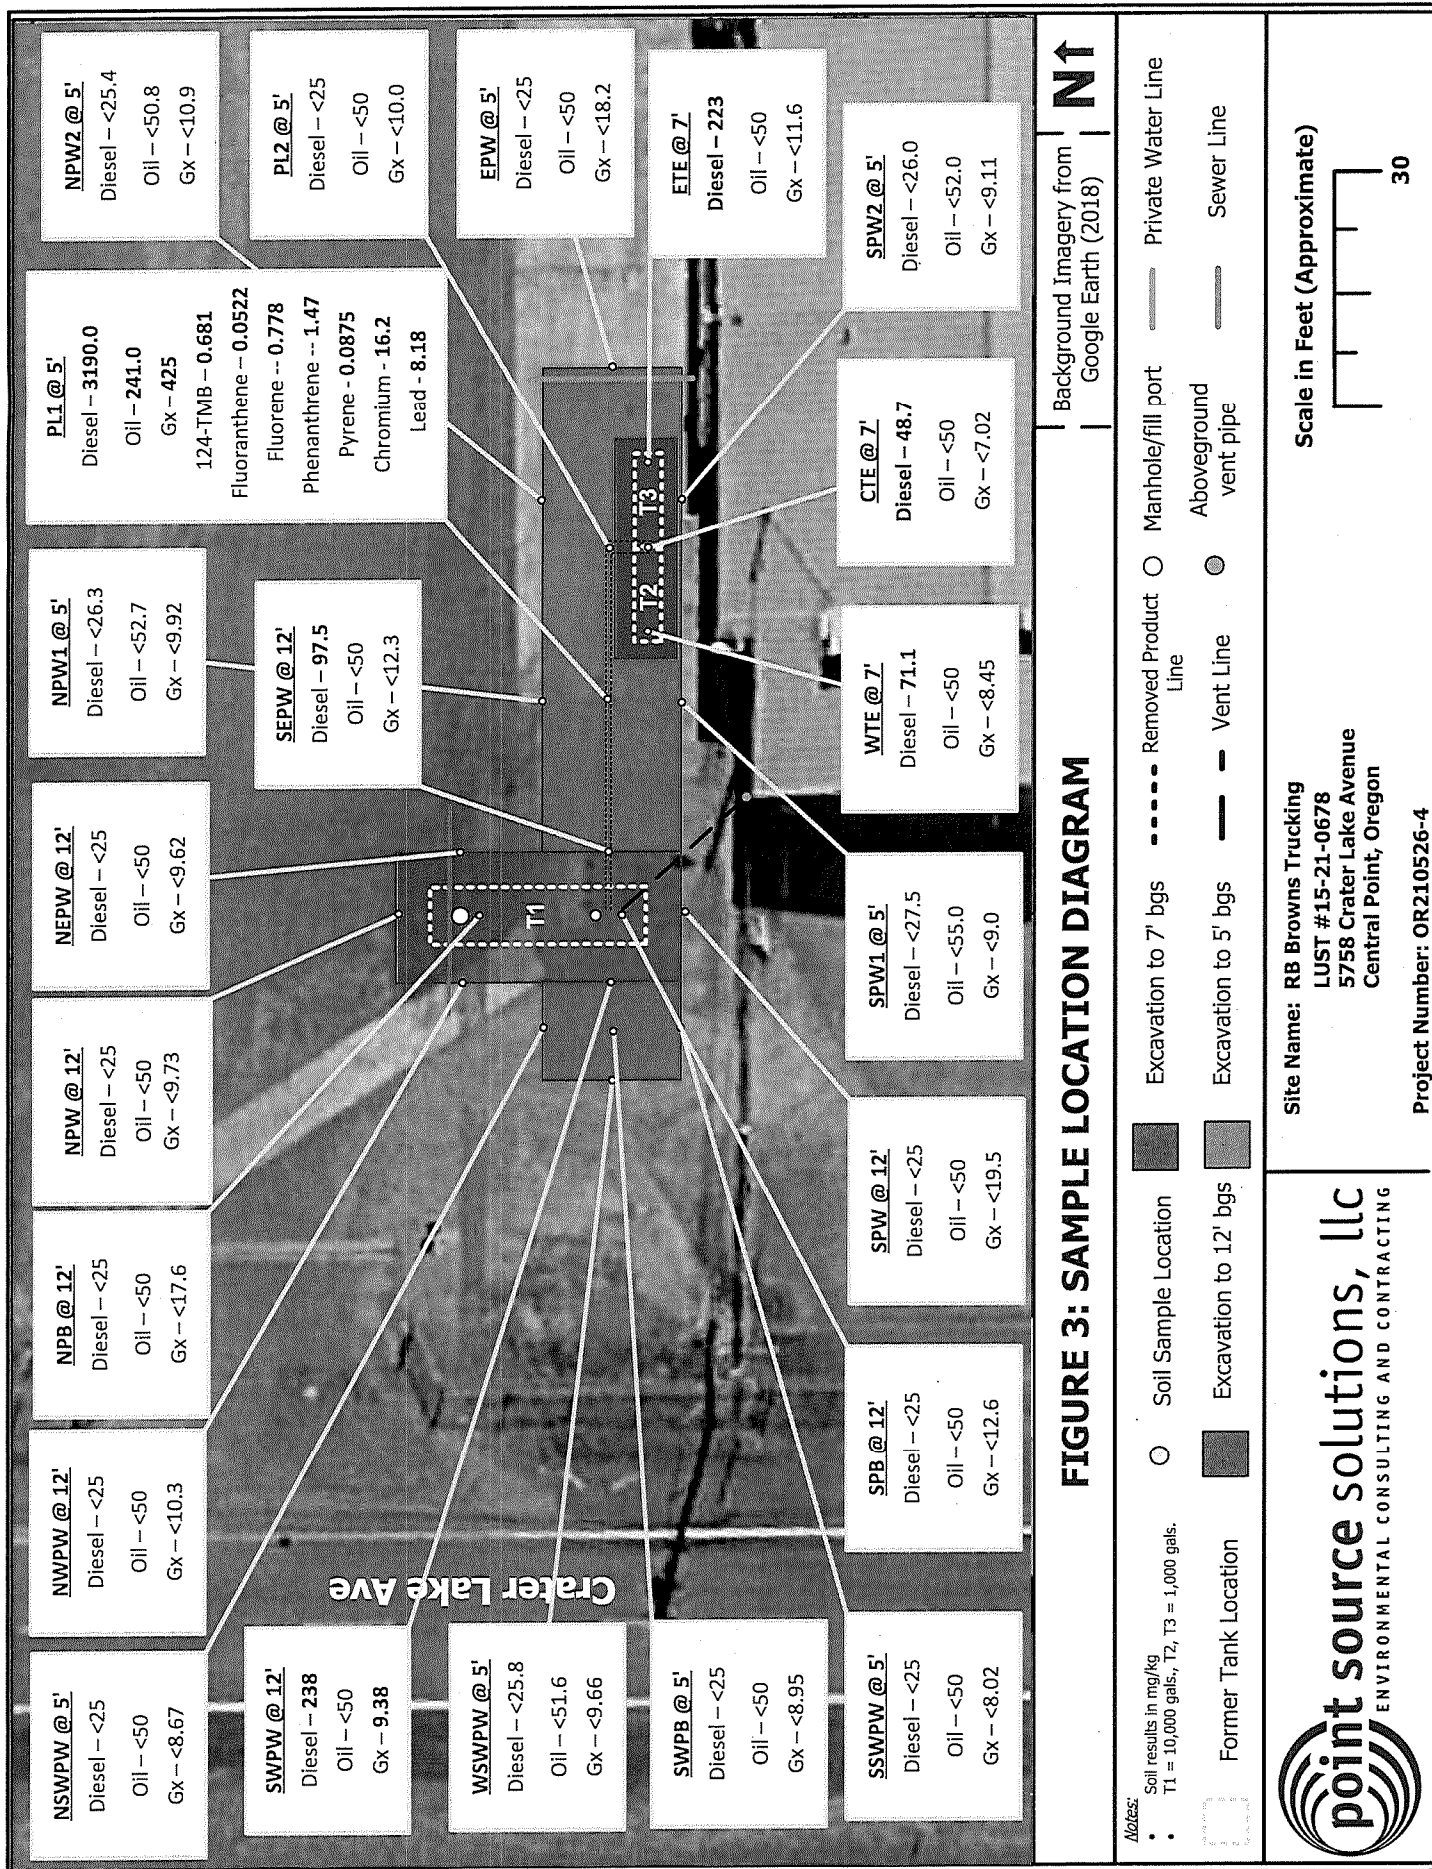 NSWPW @ 5'
Diesel – <25
Oil – <50
Gx – <8.67
NWPW @ 12'
Diesel – <25
Oil – <50
Gx – <10.3
NPB @ 12'
Diesel – <25
Oil – <50
Gx – <17.6
NPW @ 12'
Diesel – <25
Oil – <50
Gx – <9.73
NEPW @ 12'
Diesel – <25
Oil – <50
Gx – <9.62
NPW1 @ 5'
Diesel – <26.3
Oil – <52.7
Gx – <9.92
PL1 @ 5'
Diesel – 3190.0
Oil – 241.0
Gx – 425
124-TMB – 0.681
Fluoranthene -- 0.0522
Fluorene -- 0.778
Phenanthrene -- 1.47
Pyrene - 0.0875
Chromium - 16.2
Lead - 8.18
NPW2 @ 5'
Diesel – <25.4
Oil – <50.8
Gx – <10.9
SWPW @ 12'
Diesel – 238
Oil – <50
Gx – 9.38
SEPW @ 12'
Diesel – 97.5
Oil – <50
Gx – <12.3
PL2 @ 5'
Diesel – <25
Oil – <50
Gx – <10.0
WSWPW @ 5'
Diesel – <25.8
Oil – <51.6
Gx – <9.66
EPW @ 5'
Diesel – <25
Oil – <50
Gx – <18.2
Crater Lake Ave
T1
T2
T3
SWPB @ 5'
Diesel – <25
Oil – <50
Gx – <8.95
ETE @ 7'
Diesel – 223
Oil – <50
Gx – <11.6
SSWPW @ 5'
Diesel – <25
Oil – <50
Gx – <8.02
SPB @ 12'
Diesel – <25
Oil – <50
Gx – <12.6
SPW @ 12'
Diesel – <25
Oil – <50
Gx – <19.5
SPW1 @ 5'
Diesel – <27.5
Oil – <55.0
Gx – <9.0
WTE @ 7'
Diesel – 71.1
Oil – <50
Gx – <8.45
CTE @ 7'
Diesel – 48.7
Oil – <50
Gx – <7.02
SPW2 @ 5'
Diesel – <26.0
Oil – <52.0
Gx – <9.11
FIGURE 3: SAMPLE LOCATION DIAGRAM
Background Imagery from
Google Earth (2018)
N↑
Notes:
• Soil results in mg/kg
• T1 = 10,000 gals., T2, T3 = 1,000 gals.
Former Tank Location
Soil Sample Location
Excavation to 12' bgs
Excavation to 7' bgs
Excavation to 5' bgs
Removed Product
Line
Vent Line
Manhole/fill port
Aboveground
vent pipe
Private Water Line
Sewer Line
point source solutions, llc
ENVIRONMENTAL CONSULTING AND CONTRACTING
Site Name: RB Browns Trucking
LUST #15-21-0678
5758 Crater Lake Avenue
Central Point, Oregon
Project Number: OR210526-4
Scale in Feet (Approximate)
30